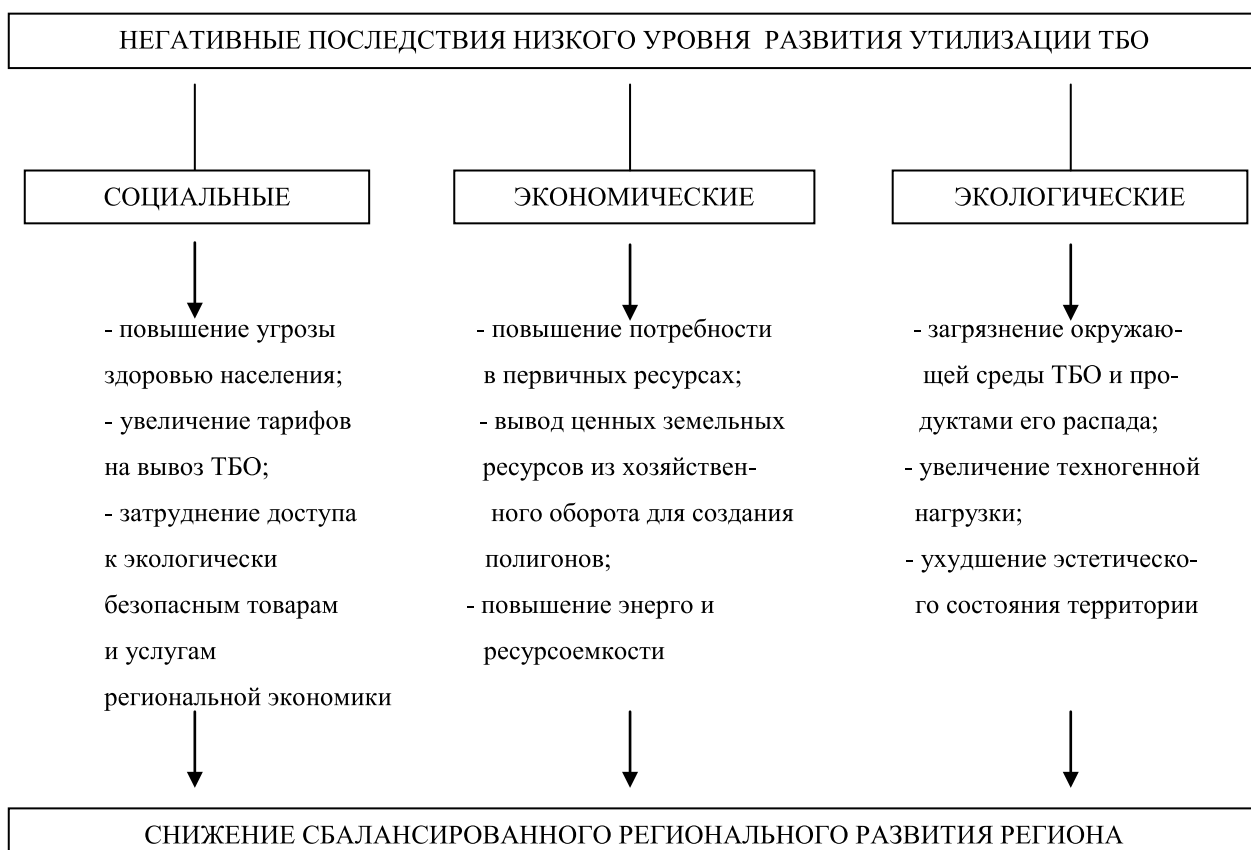 НЕГАТИВНЫЕ ПОСЛЕДСТВИЯ НИЗКОГО УРОВНЯ РАЗВИТИЯ УТИЛИЗАЦИИ ТБО
СОЦИАЛЬНЫЕ
- повышение угрозы
здоровью населения;
- увеличение тарифов
на вывоз ТБО;
- затруднение доступа
к экологически
безопасным товарам
и услугам
региональной экономики
ЭКОНОМИЧЕСКИЕ
- повышение потребности
в первичных ресурсах;
- вывод ценных земельных
ресурсов из хозяйствен-
ного оборота для создания
полигонов;
- повышение энерго и
ресурсоемкости
ЭКОЛОГИЧЕСКИЕ
- загрязнение окружаю-
щей среды ТБО и про-
дуктами его распада;
- увеличение техногенной
нагрузки;
- ухудшение эстетическо-
го состояния территории
СНИЖЕНИЕ СБАЛАНСИРОВАННОГО РЕГИОНАЛЬНОГО РАЗВИТИЯ РЕГИОНА